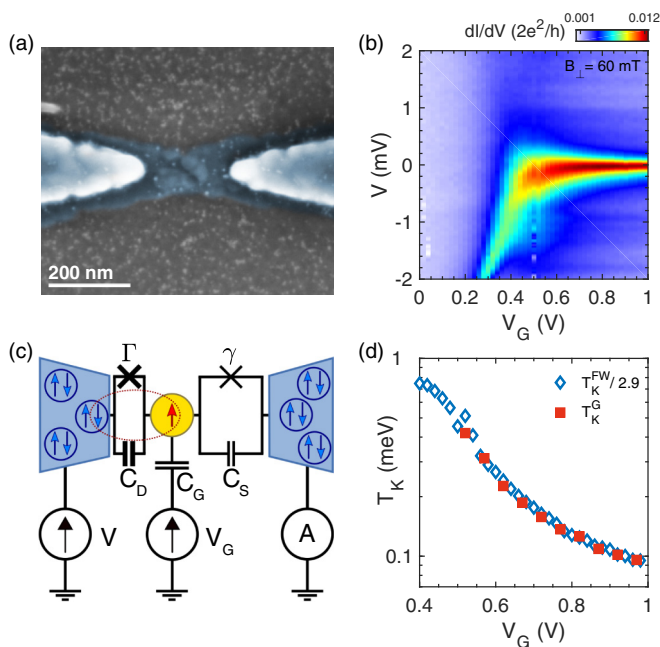 (a)
200 nm
(b)
dI/dV (2e²/h)
0.001
0.012
B⊥ = 60 mT
V (mV)
2
1
0
-1
-2
0
0.2
0.4
0.6
0.8
1
V_G (V)
(c)
Γ
γ
C_D
C_G
C_S
V
V_G
A
(d)
T_K^FW / 2.9
T_K^G
T_K (meV)
1
0.1
0.4
0.6
0.8
1
V_G (V)